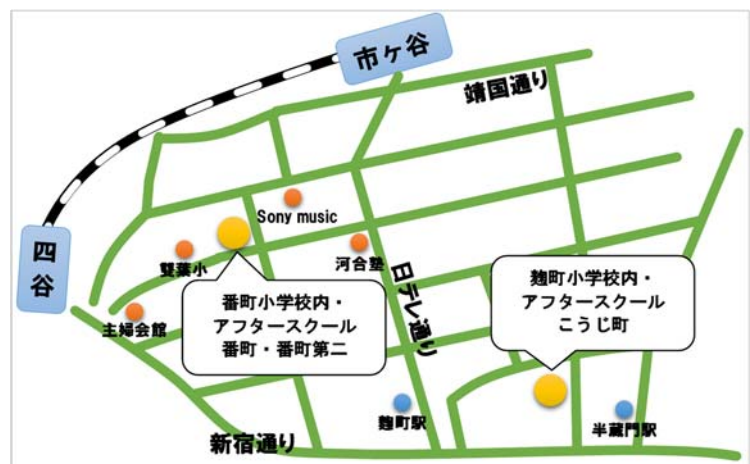 市ヶ谷
靖国通り
四谷
Sony music
雙葉小
河合塾
主婦会館
日テレ通り
番町小学校内・
アフタースクール
番町・番町第二
麹町小学校内・
アフタースクール
こうじ町
麹町駅
半蔵門駅
新宿通り